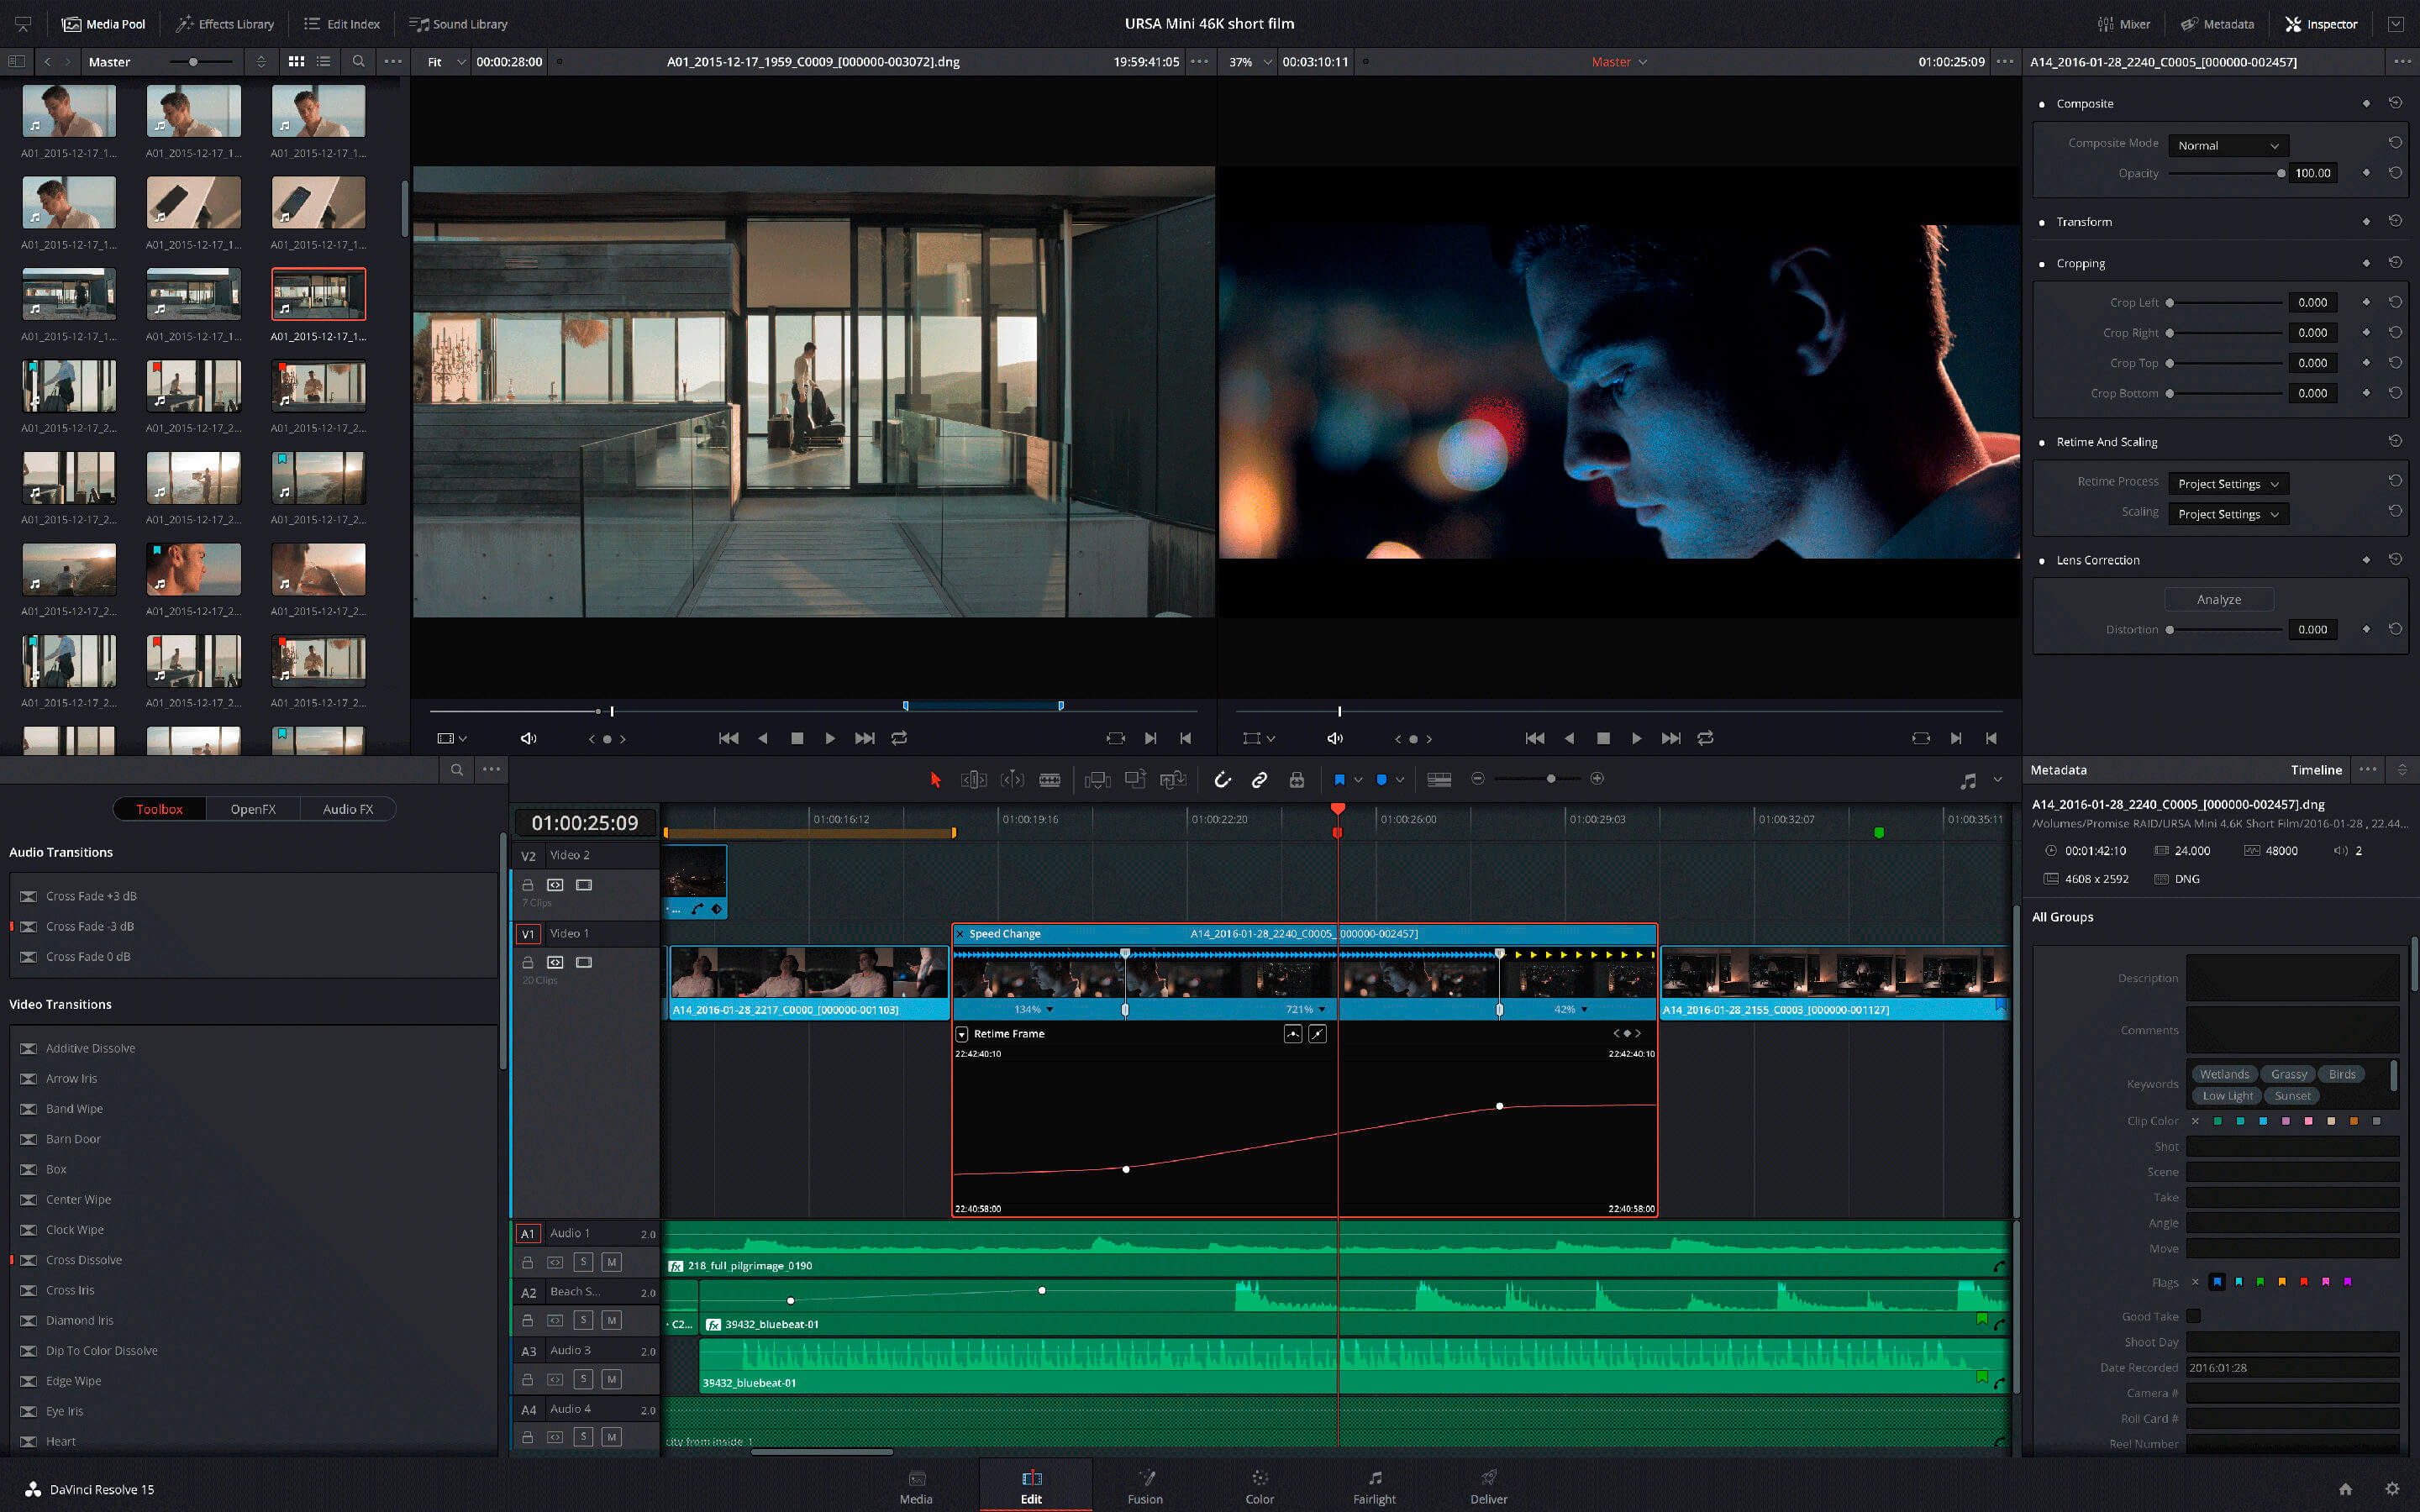 Media Pool
Effects Library
Edit Index
Sound Library
URSA Mini 46K short film
Mixer
Metadata
Inspector
Master
Fit
00:00:28:00
A01_2015-12-17_1959_C0009_[000000-003072].dng
19:59:41:05
37%
00:03:10:11
Master
01:00:25:09
A14_2016-01-28_2240_C0005_[000000-002457]
A01_2015-12-17_1... A01_2015-12-17_1... A01_2015-12-17_1...
A01_2015-12-17_1... A01_2015-12-17_1... A01_2015-12-17_1...
A01_2015-12-17_1... A01_2015-12-17_1... A01_2015-12-17_1...
A01_2015-12-17_2... A01_2015-12-17_2... A01_2015-12-17_2...
A01_2015-12-17_2... A01_2015-12-17_2... A01_2015-12-17_2...
A01_2015-12-17_2... A01_2015-12-17_2... A01_2015-12-17_2...
A01_2015-12-17_2... A01_2015-12-17_2... A01_2015-12-17_2...
Composite
Composite Mode Normal
Opacity 100.00
Transform
Cropping
Crop Left 0.000
Crop Right 0.000
Crop Top 0.000
Crop Bottom 0.000
Retime And Scaling
Retime Process Project Settings
Scaling Project Settings
Lens Correction
Analyze
Distortion 0.000
Toolbox
OpenFX
Audio FX
Audio Transitions
Cross Fade +3 dB
Cross Fade -3 dB
Cross Fade 0 dB
Video Transitions
Additive Dissolve
Arrow Iris
Band Wipe
Barn Door
Box
Center Wipe
Clock Wipe
Cross Dissolve
Cross Iris
Diamond Iris
Dip To Color Dissolve
Edge Wipe
Eye Iris
Heart
01:00:25:09
01:00:16:12
01:00:19:16
01:00:22:20
01:00:26:00
01:00:29:03
01:00:32:07
01:00:35:11
V2 Video 2
7 Clips
...
V1 Video 1
20 Clips
Speed Change
A14_2016-01-28_2240_C0005_[000000-002457]
A14_2016-01-28_2217_C0000_[000000-001103]
134%
721%
42%
A14_2016-01-28_2155_C0003_[000000-001127]
Retime Frame
22:42:40:10
22:42:40:10
22:40:58:00
22:40:58:00
A1 Audio 1 2.0
S M
fx 218_full_pilgrimage_0190
A2 Beach S... 2.0
S M
C2...
fx 39432_bluebeat-01
A3 Audio 3 2.0
S M
39432_bluebeat-01
A4 Audio 4 2.0
S M
city from inside 1
Metadata
Timeline
A14_2016-01-28_2240_C0005_[000000-002457].dng
/Volumes/Promise RAID/URSA Mini 4.6K Short Film/2016-01-28 , 22.44...
00:01:42:10
24.000
48000
2
4608 x 2592
DNG
All Groups
Description
Comments
Keywords
Wetlands Grassy Birds
Low Light Sunset
Clip Color
Shot
Scene
Take
Angle
Move
Flags
Good Take
Shoot Day
Date Recorded 2016:01:28
Camera #
Roll Card #
Reel Number
DaVinci Resolve 15
Media
Edit
Fusion
Color
Fairlight
Deliver